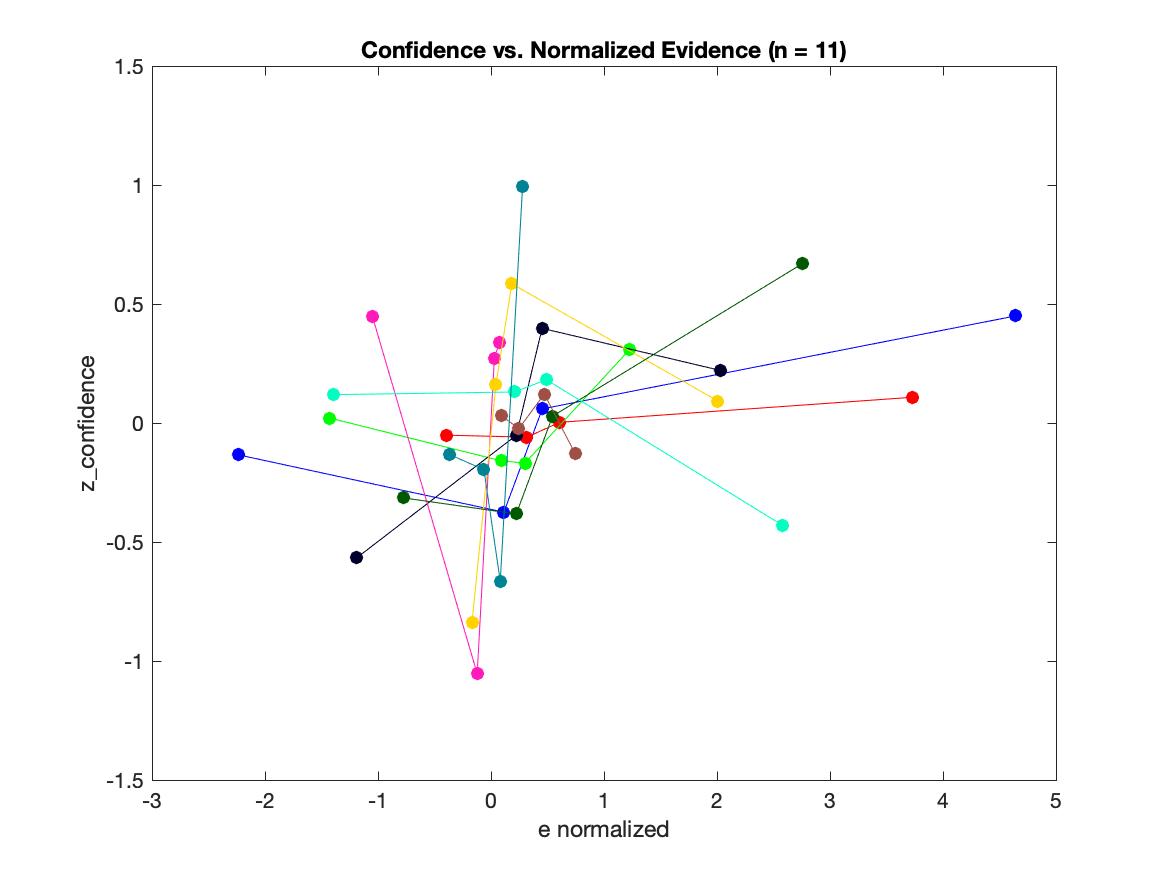 Confidence vs. Normalized Evidence (n = 11)
1.5
1
0.5
0
-0.5
-1
-1.5
z_confidence
-3 -2 -1 0 1 2 3 4 5
e normalized